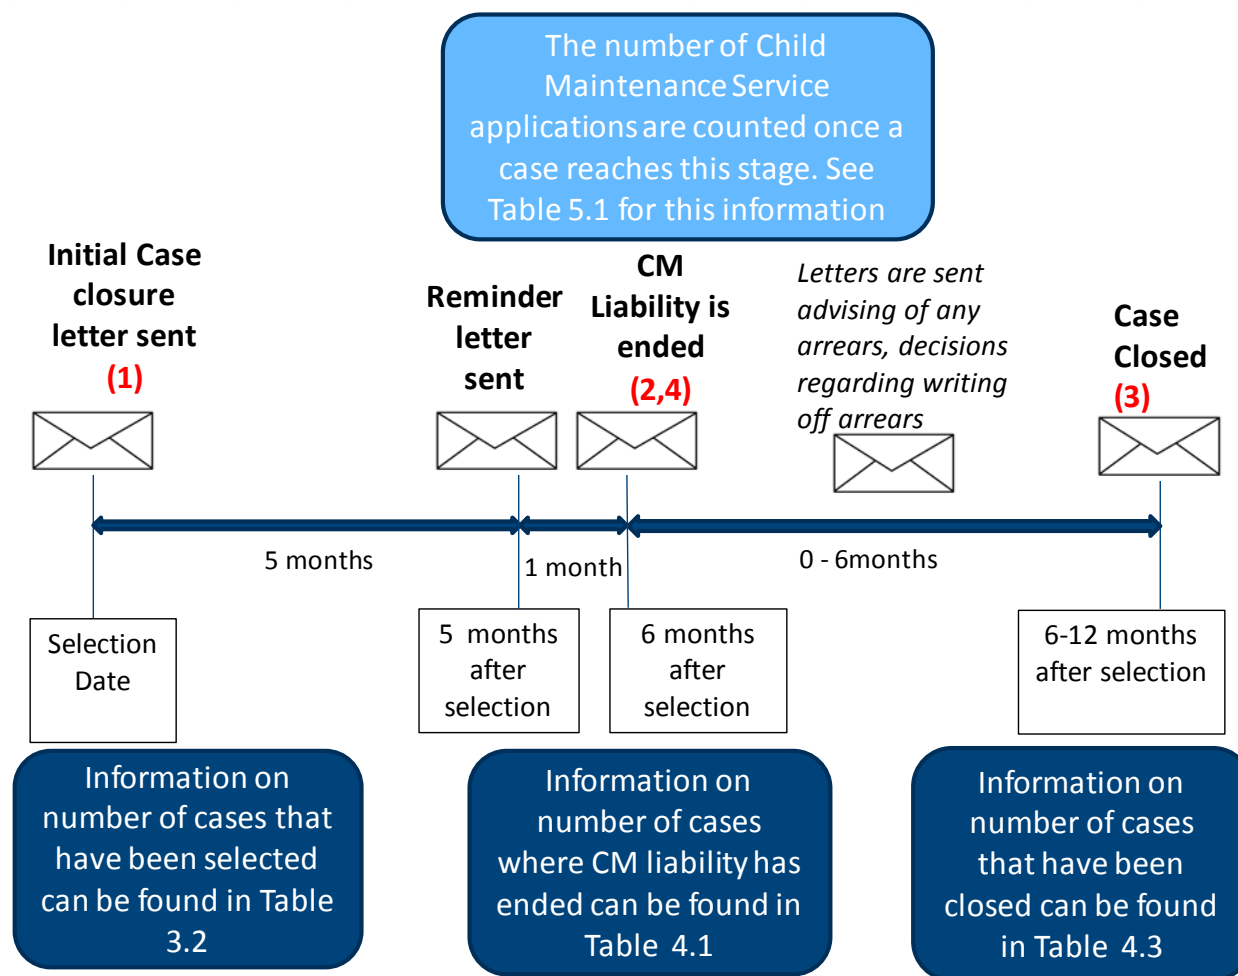 The number of Child
Maintenance Service
applications are counted once a
case reaches this stage. See
Table 5.1 for this information
Initial Case
closure
letter sent
(1)
Reminder
letter
sent
CM
Liability is
ended
(2,4)
Letters are sent
advising of any
arrears, decisions
regarding writing
off arrears
Case
Closed
(3)
5 months
1 month
0 - 6months
Selection
Date
5 months
after
selection
6 months
after
selection
6-12 months
after selection
Information on
number of cases that
have been selected
can be found in Table
3.2
Information on
number of cases
where CM liability has
ended can be found in
Table 4.1
Information on
number of cases
that have been
closed can be found
in Table 4.3